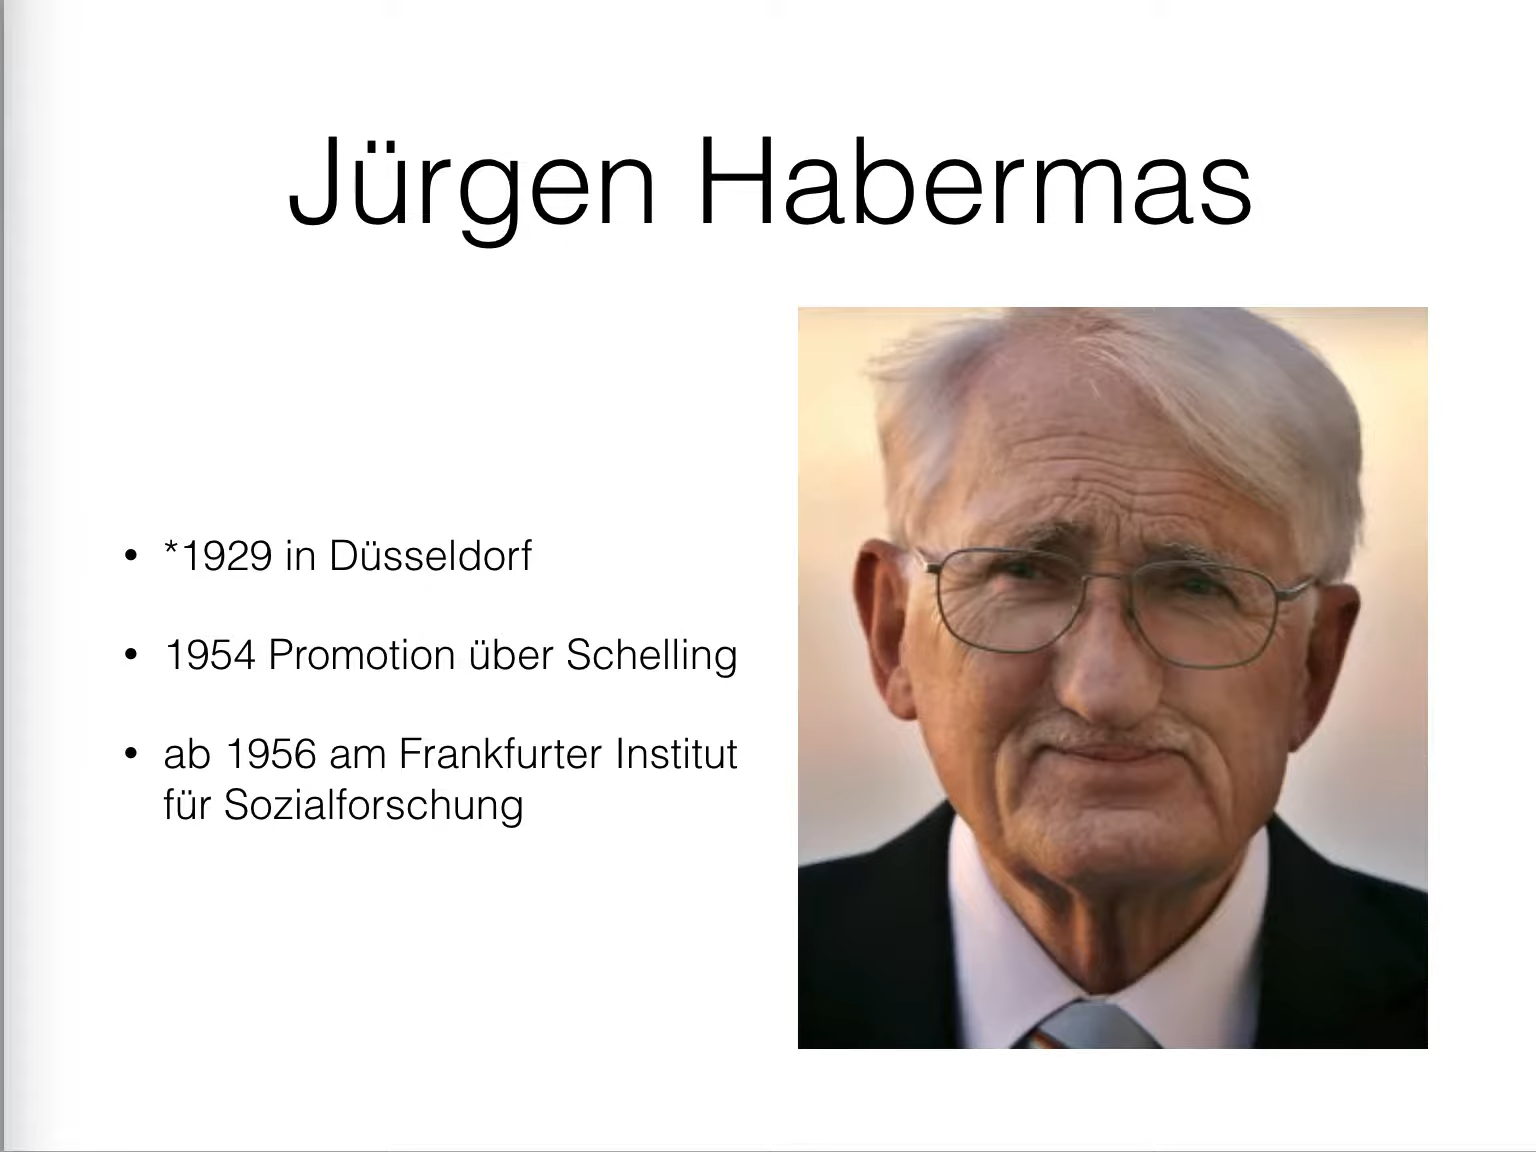 Jürgen Habermas
• *1929 in Düsseldorf
• 1954 Promotion über Schelling
• ab 1956 am Frankfurter Institut
für Sozialforschung